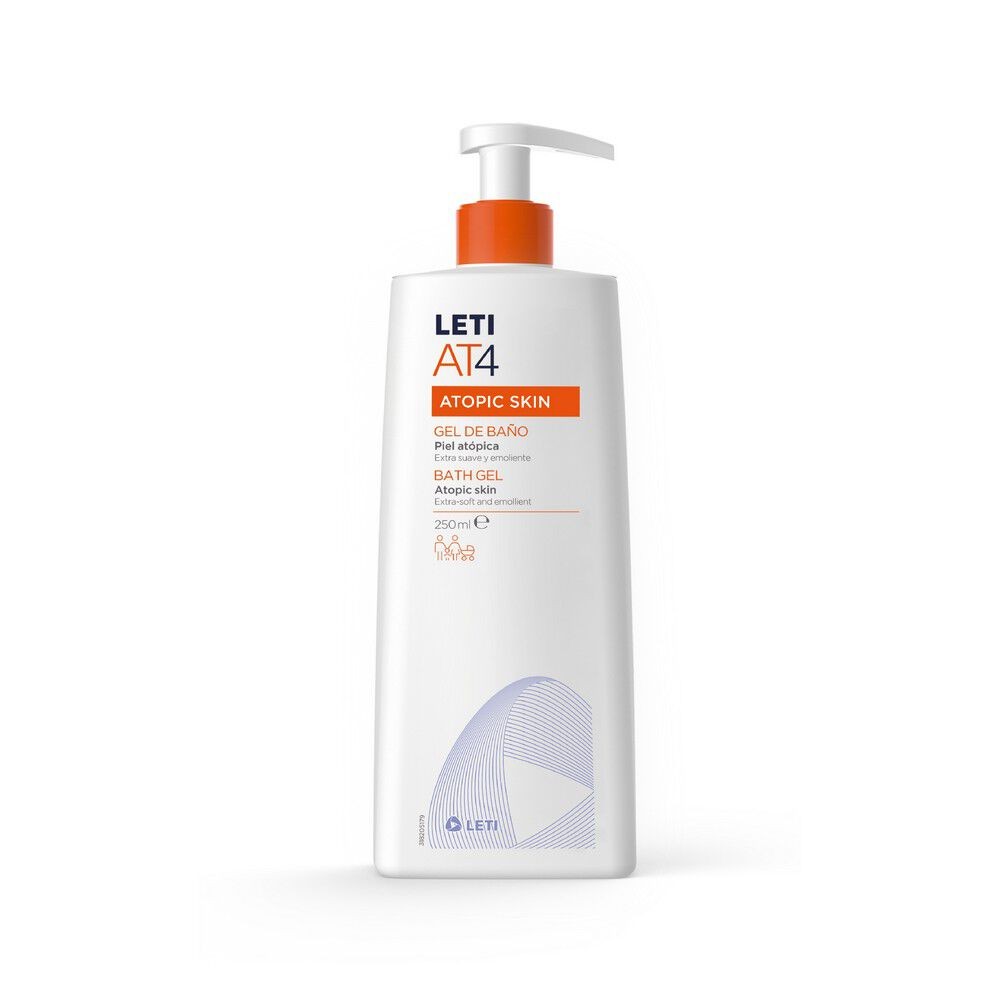 LETI
AT4
ATOPIC SKIN
GEL DE BAÑO
Piel atópica
Extra suave y emoliente
BATH GEL
Atopic skin
Extra-soft and emollient
250 ml ℮
LETI
318205179